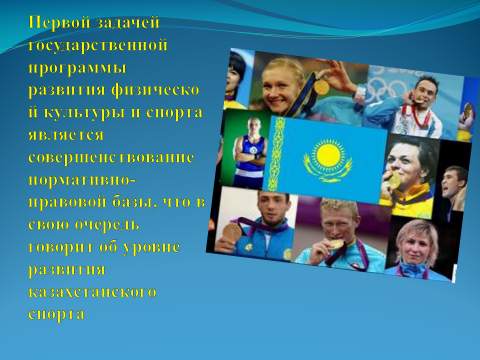 Первой задачей
государственной
программы
развития физическо
й культуры и спорта
является
совершенствование
нормативно-
правовой базы, что в
свою очередь
говорит об уровне
развития
казахстанского
спорта